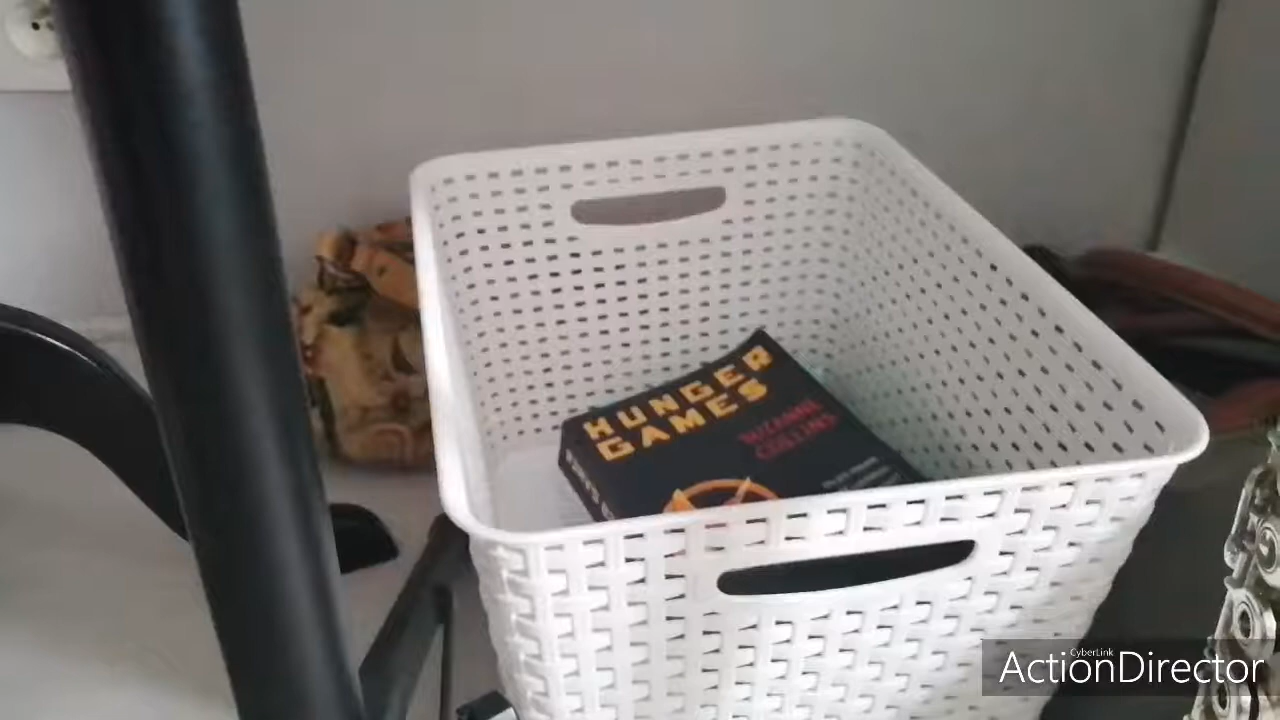 HUNGER
GAMES
SUZANNE
COLLINS
CyberLink
ActionDirector